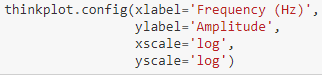 thinkplot.config(xlabel='Frequency (Hz)',
ylabel='Amplitude',
xscale='log',
yscale='log')